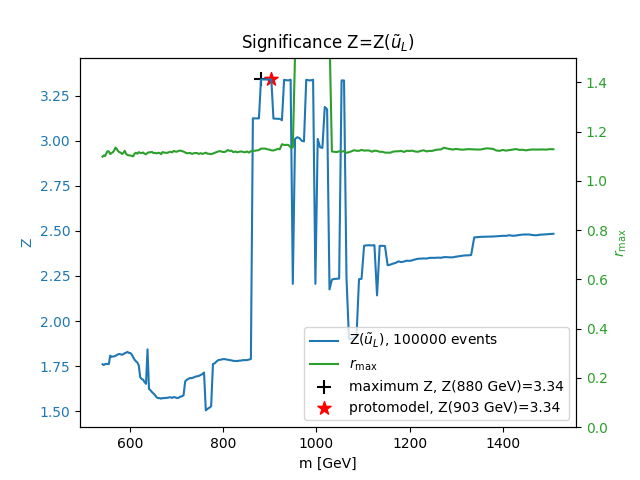 Significance Z=Z(ũ_L)
3.25
3.00
2.75
2.50
2.25
2.00
1.75
1.50
Z
1.4
1.2
1.0
0.8
0.6
0.4
0.2
0.0
r_max
Z(ũ_L), 100000 events
r_max
maximum Z, Z(880 GeV)=3.34
protomodel, Z(903 GeV)=3.34
600 800 1000 1200 1400
m [GeV]